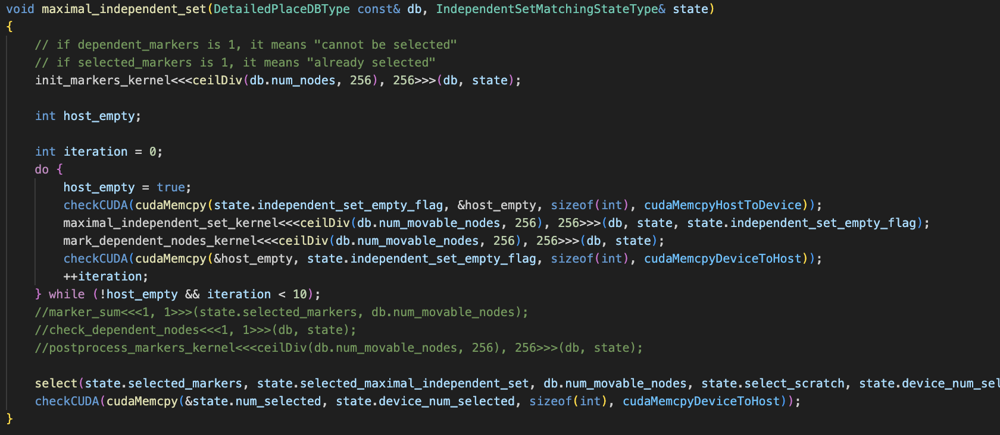 void maximal_independent_set(DetailedPlaceDBType const& db, IndependentSetMatchingStateType& state)
{
    // if dependent_markers is 1, it means "cannot be selected"
    // if selected_markers is 1, it means "already selected"
    init_markers_kernel<<<ceilDiv(db.num_nodes, 256), 256>>>(db, state);

    int host_empty;

    int iteration = 0;
    do {
        host_empty = true;
        checkCUDA(cudaMemcpy(state.independent_set_empty_flag, &host_empty, sizeof(int), cudaMemcpyHostToDevice));
        maximal_independent_set_kernel<<<ceilDiv(db.num_movable_nodes, 256), 256>>>(db, state, state.independent_set_empty_flag);
        mark_dependent_nodes_kernel<<<ceilDiv(db.num_movable_nodes, 256), 256>>>(db, state);
        checkCUDA(cudaMemcpy(&host_empty, state.independent_set_empty_flag, sizeof(int), cudaMemcpyDeviceToHost));
        ++iteration;
    } while (!host_empty && iteration < 10);
    //marker_sum<<<1, 1>>>(state.selected_markers, db.num_movable_nodes);
    //check_dependent_nodes<<<1, 1>>>(db, state);
    //postprocess_markers_kernel<<<ceilDiv(db.num_movable_nodes, 256), 256>>>(db, state);

    select(state.selected_markers, state.selected_maximal_independent_set, db.num_movable_nodes, state.select_scratch, state.device_num_sel
    checkCUDA(cudaMemcpy(&state.num_selected, state.device_num_selected, sizeof(int), cudaMemcpyDeviceToHost));
}